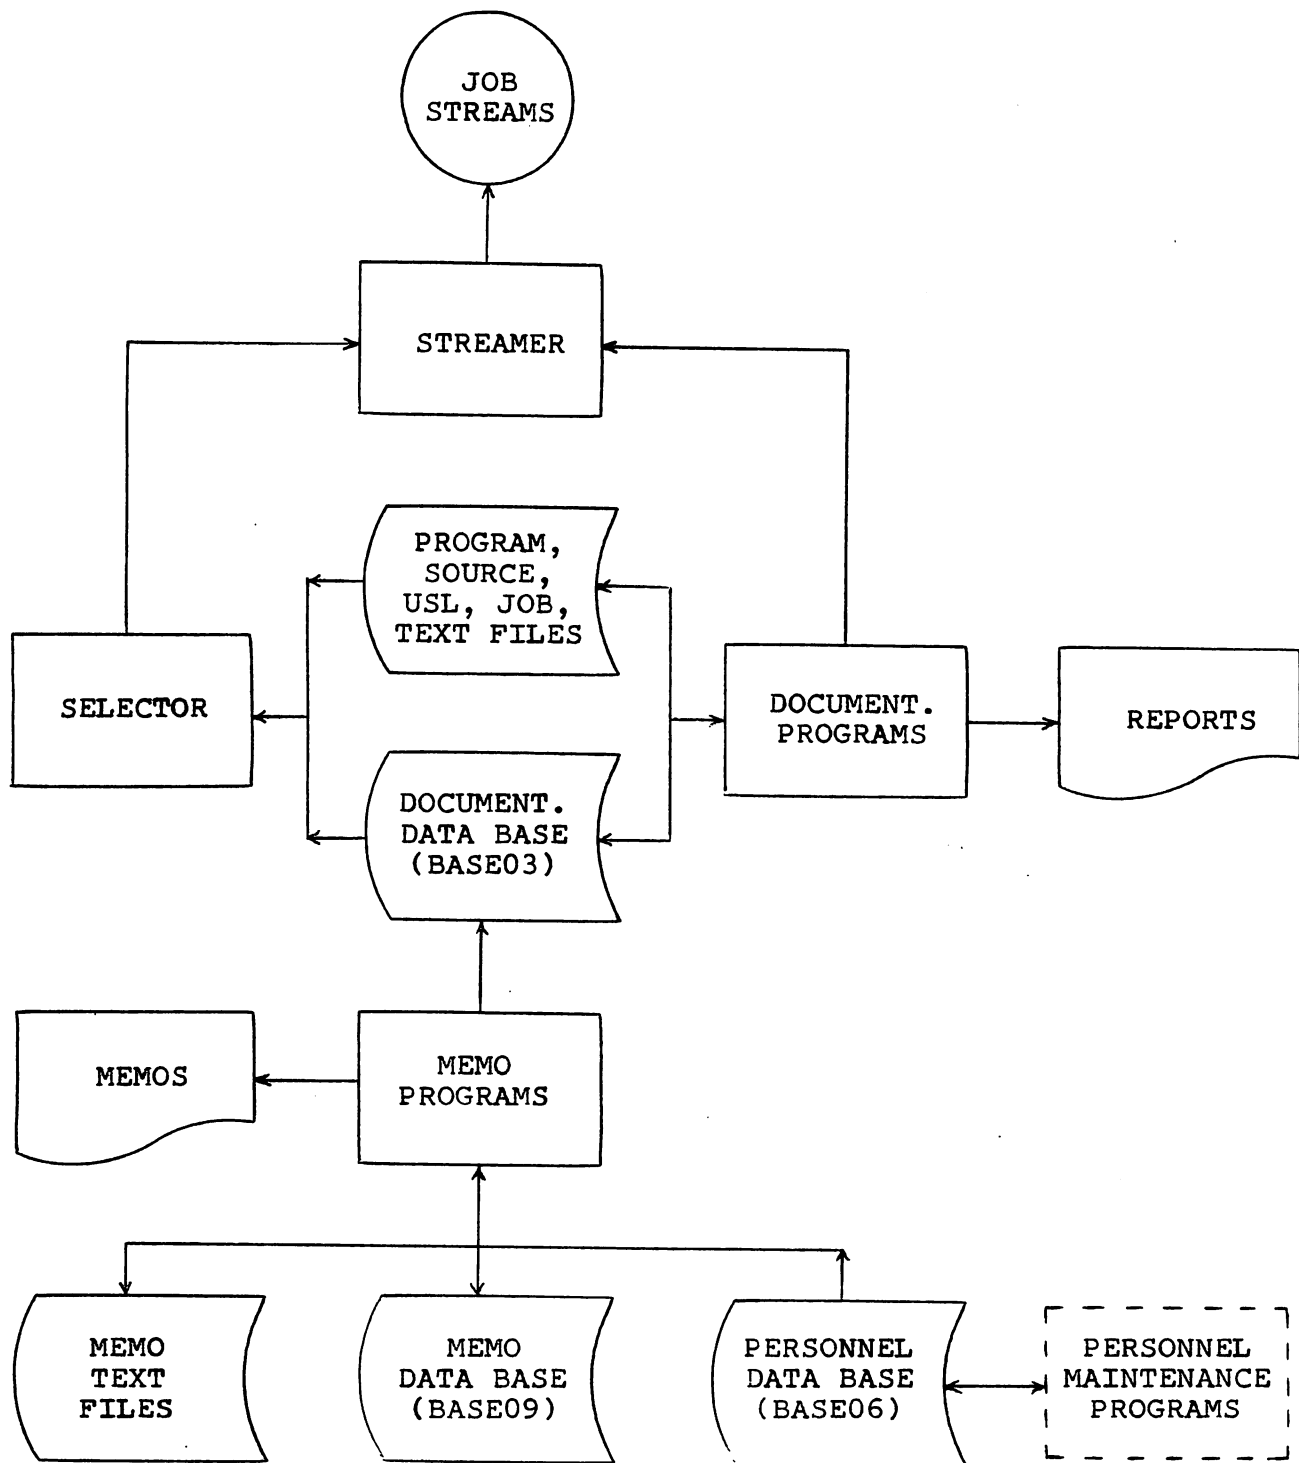 JOB
STREAMS
STREAMER
PROGRAM,
SOURCE,
USL, JOB,
TEXT FILES
SELECTOR
DOCUMENT.
PROGRAMS
REPORTS
DOCUMENT.
DATA BASE
(BASE03)
MEMOS
MEMO
PROGRAMS
MEMO
TEXT
FILES
MEMO
DATA BASE
(BASE09)
PERSONNEL
DATA BASE
(BASE06)
PERSONNEL
MAINTENANCE
PROGRAMS